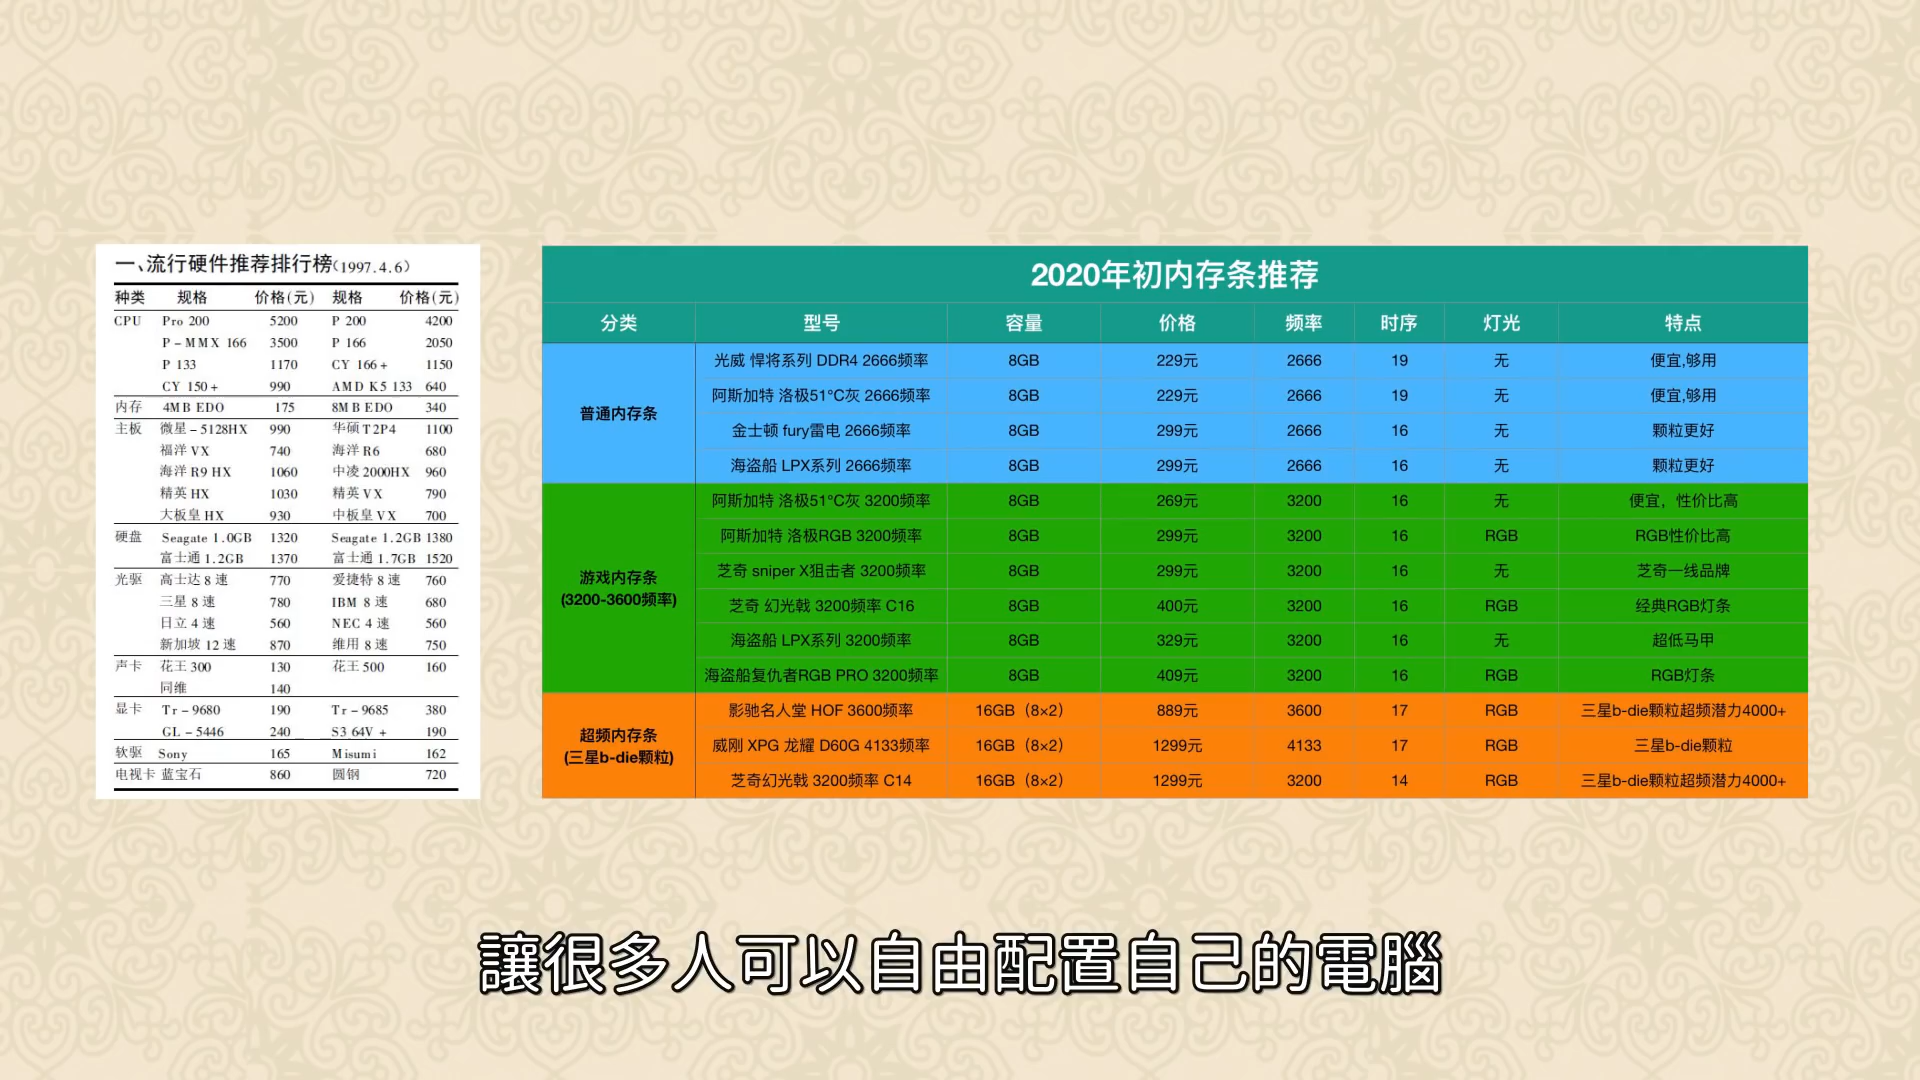 一、流行硬件推荐排行榜(1997.4.6)
种类 规格 价格(元) 规格 价格(元)
CPU Pro 200 5200 P 200 4200
P-MMX 166 3500 P 166 2050
P 133 1170 CY 166+ 1150
CY 150+ 990 AMD K5 133 640
内存 4MB EDO 175 8MB EDO 340
主板 微星-5128HX 990 华硕T2P4 1100
福洋VX 740 海洋R6 680
海洋R9 HX 1060 中凌2000HX 960
精英HX 1030 精英VX 790
大板皇HX 930 中板皇VX 700
硬盘 Seagate 1.0GB 1320 Seagate 1.2GB 1380
富士通1.2GB 1370 富士通1.7GB 1520
光驱 高士达8速 770 爱捷特8速 760
三星8速 780 IBM 8速 680
日立4速 560 NEC 4速 560
新加坡12速 870 维用8速 750
声卡 花王300 130 花王500 160
同维 140
显卡 Tr-9680 190 Tr-9685 380
GL-5446 240 S3 64V+ 190
软驱 Sony 165 Misumi 162
电视卡 蓝宝石 860 圆钢 720
2020年初内存条推荐
分类 型号 容量 价格 频率 时序 灯光 特点
普通内存条
光威 悍将系列 DDR4 2666频率 8GB 229元 2666 19 无 便宜,够用
阿斯加特 洛极51°C灰 2666频率 8GB 229元 2666 19 无 便宜,够用
金士顿 fury雷电 2666频率 8GB 299元 2666 16 无 颗粒更好
海盗船 LPX系列 2666频率 8GB 299元 2666 16 无 颗粒更好
游戏内存条
(3200-3600频率)
阿斯加特 洛极51°C灰 3200频率 8GB 269元 3200 16 无 便宜，性价比高
阿斯加特 洛极RGB 3200频率 8GB 299元 3200 16 RGB RGB性价比高
芝奇 sniper X狙击者 3200频率 8GB 299元 3200 16 无 芝奇一线品牌
芝奇 幻光戟 3200频率 C16 8GB 400元 3200 16 RGB 经典RGB灯条
海盗船 LPX系列 3200频率 8GB 329元 3200 16 无 超低马甲
海盗船复仇者RGB PRO 3200频率 8GB 409元 3200 16 RGB RGB灯条
超频内存条
(三星b-die颗粒)
影驰名人堂 HOF 3600频率 16GB（8×2） 889元 3600 17 RGB 三星b-die颗粒超频潜力4000+
威刚 XPG 龙耀 D60G 4133频率 16GB（8×2） 1299元 4133 17 RGB 三星b-die颗粒
芝奇幻光戟 3200频率 C14 16GB（8×2） 1299元 3200 14 RGB 三星b-die颗粒超频潜力4000+
讓很多人可以自由配置自己的電腦